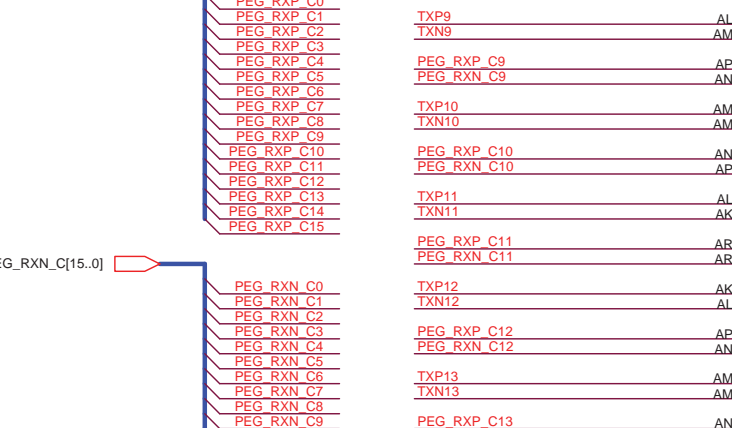 PEG_RXP_C0
PEG_RXP_C1
PEG_RXP_C2
PEG_RXP_C3
PEG_RXP_C4
PEG_RXP_C5
PEG_RXP_C6
PEG_RXP_C7
PEG_RXP_C8
PEG_RXP_C9
PEG_RXP_C10
PEG_RXP_C11
PEG_RXP_C12
PEG_RXP_C13
PEG_RXP_C14
PEG_RXP_C15
EG_RXN_C[15..0]
PEG_RXN_C0
PEG_RXN_C1
PEG_RXN_C2
PEG_RXN_C3
PEG_RXN_C4
PEG_RXN_C5
PEG_RXN_C6
PEG_RXN_C7
PEG_RXN_C8
PEG_RXN_C9
TXP9 AL
TXN9 AM
PEG_RXP_C9 AP
PEG_RXN_C9 AN
TXP10 AM
TXN10 AM
PEG_RXP_C10 AN
PEG_RXN_C10 AP
TXP11 AL
TXN11 AK
PEG_RXP_C11 AR
PEG_RXN_C11 AR
TXP12 AK
TXN12 AL
PEG_RXP_C12 AP
PEG_RXN_C12 AN
TXP13 AM
TXN13 AM
PEG_RXP_C13 AN